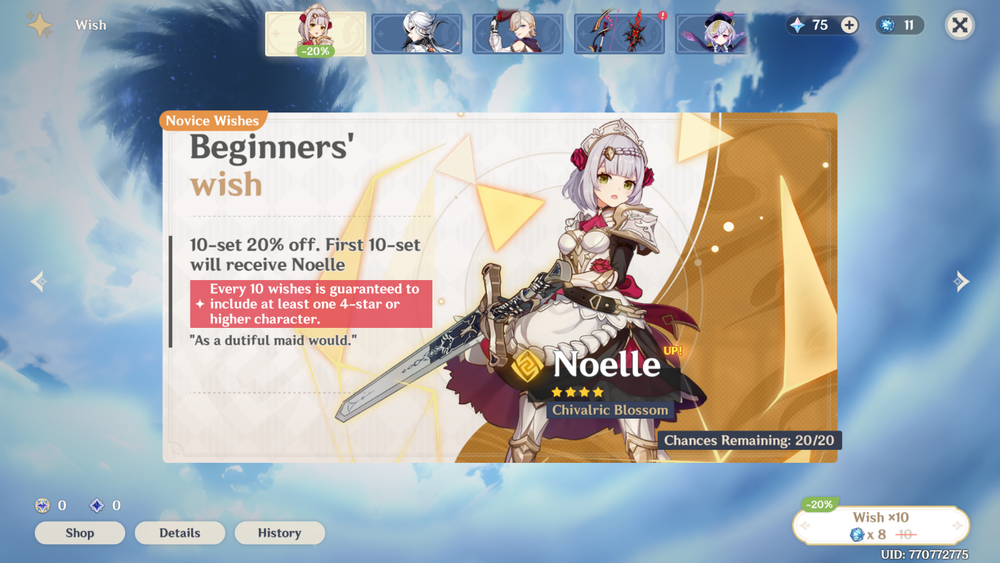 Wish
-20%
!
75
11
Novice Wishes
Beginners'
wish
10-set 20% off. First 10-set
will receive Noelle
Every 10 wishes is guaranteed to
include at least one 4-star or
higher character.
"As a dutiful maid would."
Noelle
UP!
Chivalric Blossom
Chances Remaining: 20/20
0
0
Shop
Details
History
-20%
Wish ×10
x 8 10
UID: 770772775